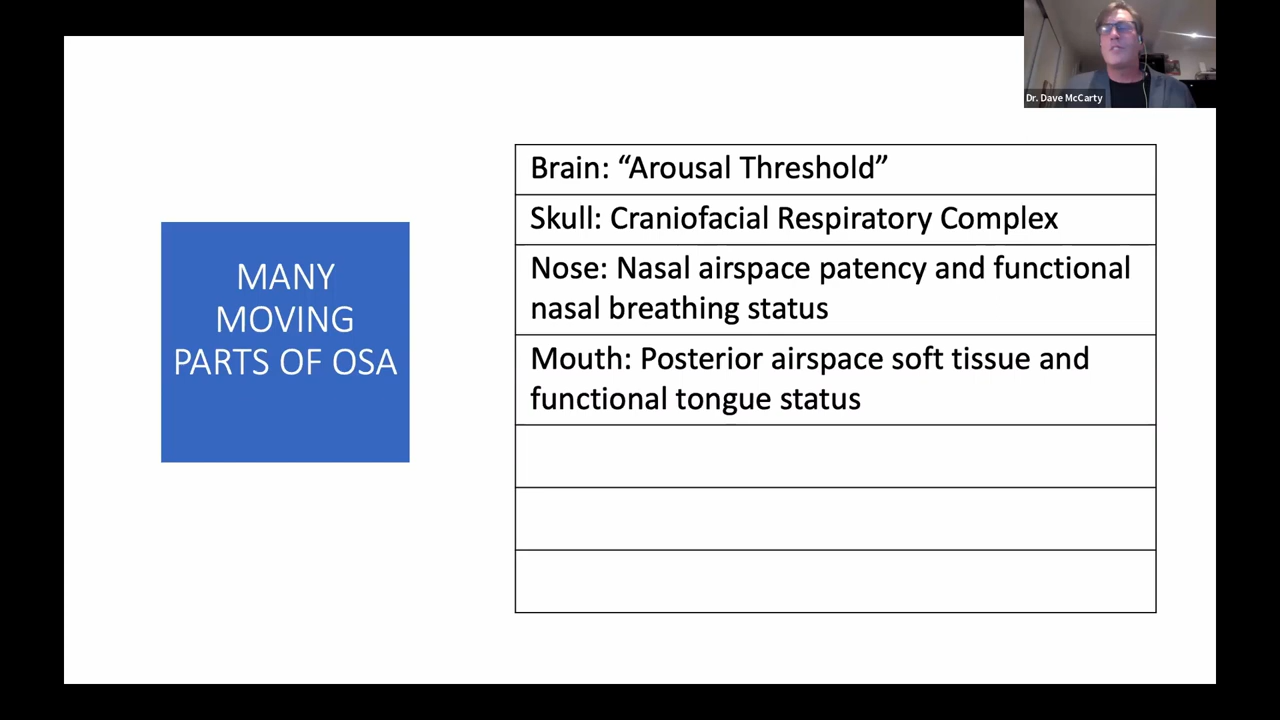 Dr. Dave McCarty
MANY
MOVING
PARTS OF OSA
Brain: “Arousal Threshold”
Skull: Craniofacial Respiratory Complex
Nose: Nasal airspace patency and functional
nasal breathing status
Mouth: Posterior airspace soft tissue and
functional tongue status